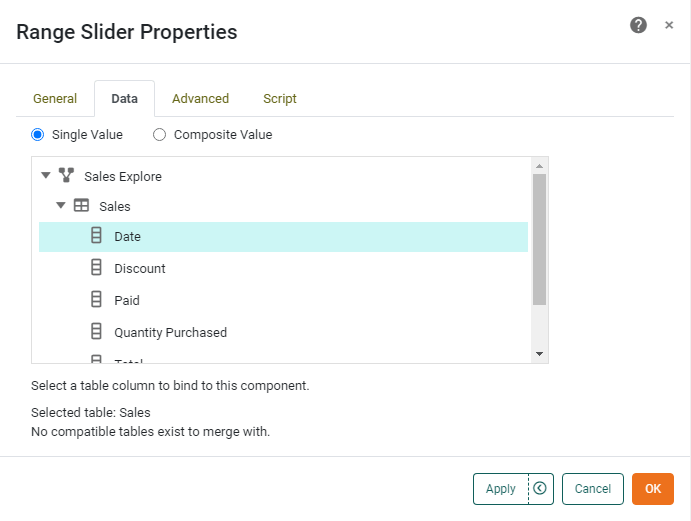 Range Slider Properties
General Data Advanced Script
Single Value Composite Value
Sales Explore
Sales
Date
Discount
Paid
Quantity Purchased
Total
Select a table column to bind to this component.
Selected table: Sales
No compatible tables exist to merge with.
Apply Cancel OK